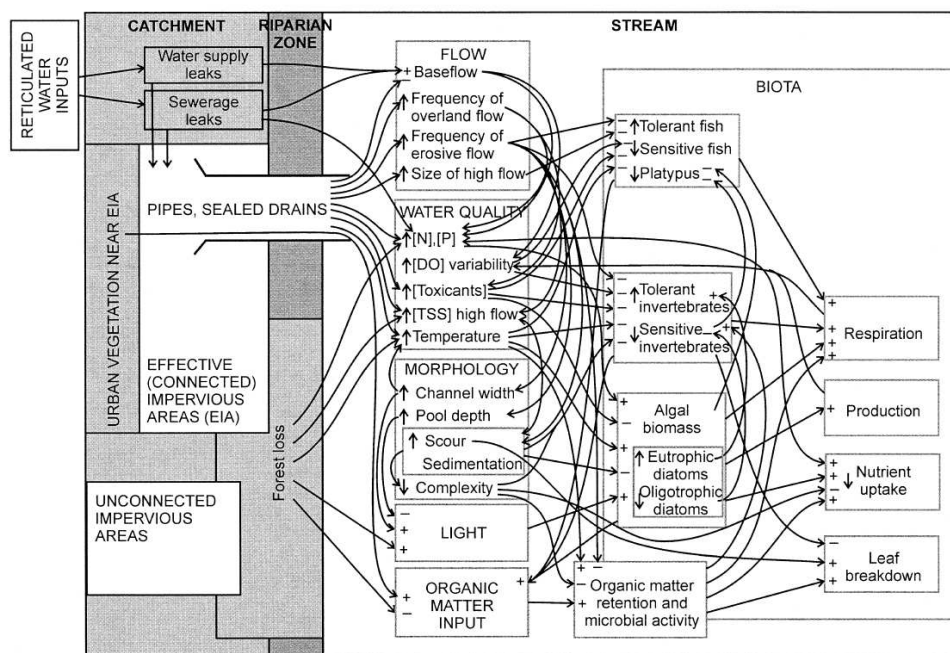 CATCHMENT
RIPARIAN
ZONE
STREAM
RETICULATED
WATER
INPUTS
Water supply
leaks
Sewerage
leaks
URBAN VEGETATION NEAR EIA
PIPES, SEALED DRAINS
EFFECTIVE
(CONNECTED)
IMPERVIOUS
AREAS (EIA)
UNCONNECTED
IMPERVIOUS
AREAS
Forest loss
FLOW
+ Baseflow
−
↑ Frequency of
overland flow
↑ Frequency of
erosive flow
↑ Size of high flow
WATER QUALITY
↑ [N],[P]
↑ [DO] variability
↑ [Toxicants]
↑ [TSS] high flow
↑ Temperature
MORPHOLOGY
↑ Channel width
↑ Pool depth
↑ Scour
Sedimentation
↓ Complexity
−
+ LIGHT
+
+
ORGANIC
+ MATTER
− INPUT
BIOTA
−
− ↑ Tolerant fish
− ↓ Sensitive fish −
− ↓ Platypus −
−
− ↑ Tolerant +
invertebrates
− ↓ Sensitive − +
invertebrates
+ Algal
− biomass
+ ↑ Eutrophic
− diatoms
+ ↓ Oligotrophic
diatoms
+ −
− Organic matter
+ retention and
microbial activity
+
+ Respiration
+
+
+ Production
+
+ ↓ Nutrient
− uptake
+
−
+ Leaf
+ breakdown